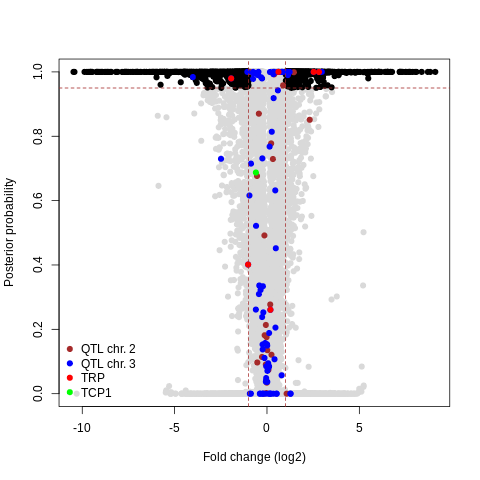 1.0
0.8
0.6
0.4
0.2
0.0
Posterior probability
QTL chr. 2
QTL chr. 3
TRP
TCP1
-10
-5
0
5
Fold change (log2)